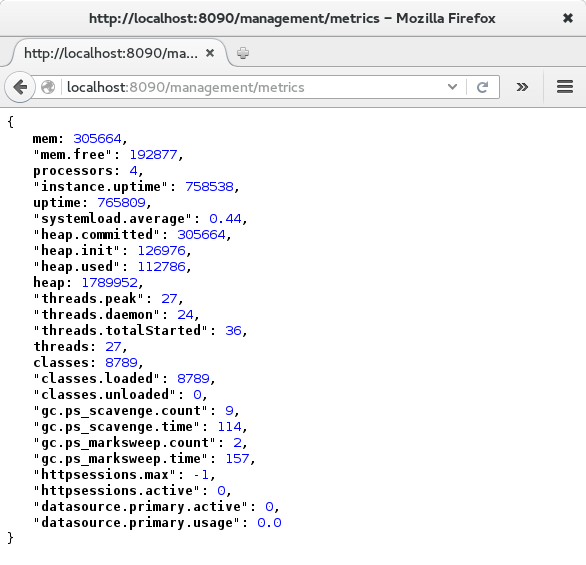 http://localhost:8090/management/metrics – Mozilla Firefox
http://localhost:8090/ma...
localhost:8090/management/metrics
{
mem: 305664,
"mem.free": 192877,
processors: 4,
"instance.uptime": 758538,
uptime: 765809,
"systemload.average": 0.44,
"heap.committed": 305664,
"heap.init": 126976,
"heap.used": 112786,
heap: 1789952,
"threads.peak": 27,
"threads.daemon": 24,
"threads.totalStarted": 36,
threads: 27,
classes: 8789,
"classes.loaded": 8789,
"classes.unloaded": 0,
"gc.ps_scavenge.count": 9,
"gc.ps_scavenge.time": 114,
"gc.ps_marksweep.count": 2,
"gc.ps_marksweep.time": 157,
"httpsessions.max": -1,
"httpsessions.active": 0,
"datasource.primary.active": 0,
"datasource.primary.usage": 0.0
}